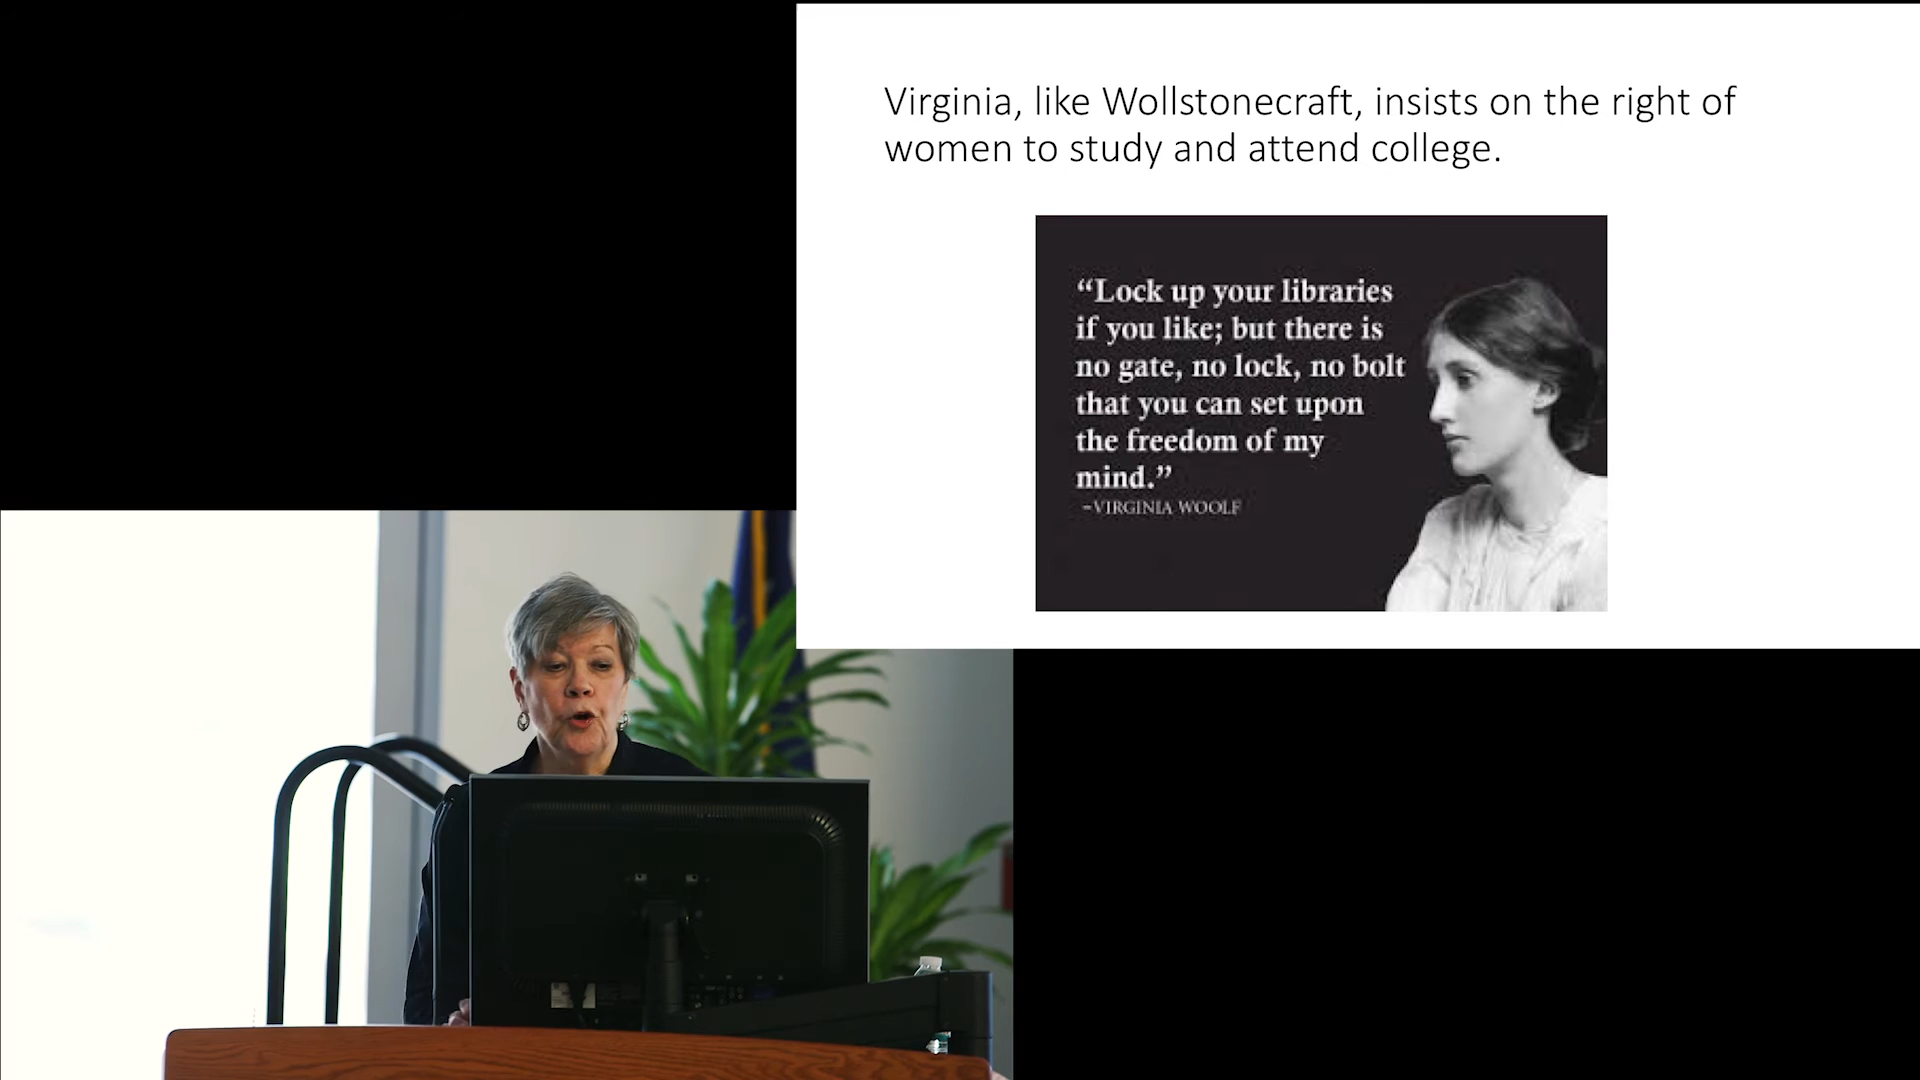 Virginia, like Wollstonecraft, insists on the right of
women to study and attend college.
“Lock up your libraries
if you like; but there is
no gate, no lock, no bolt
that you can set upon
the freedom of my
mind.”
–VIRGINIA WOOLF